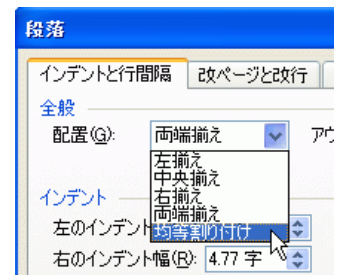 段落
インデントと行間隔 改ページと改行
全般
配置(G): 両端揃え アウ
左揃え
中央揃え
右揃え
両端揃え
均等割り付け
インデント
左のインデント
右のインデント幅(R): 4.77 字